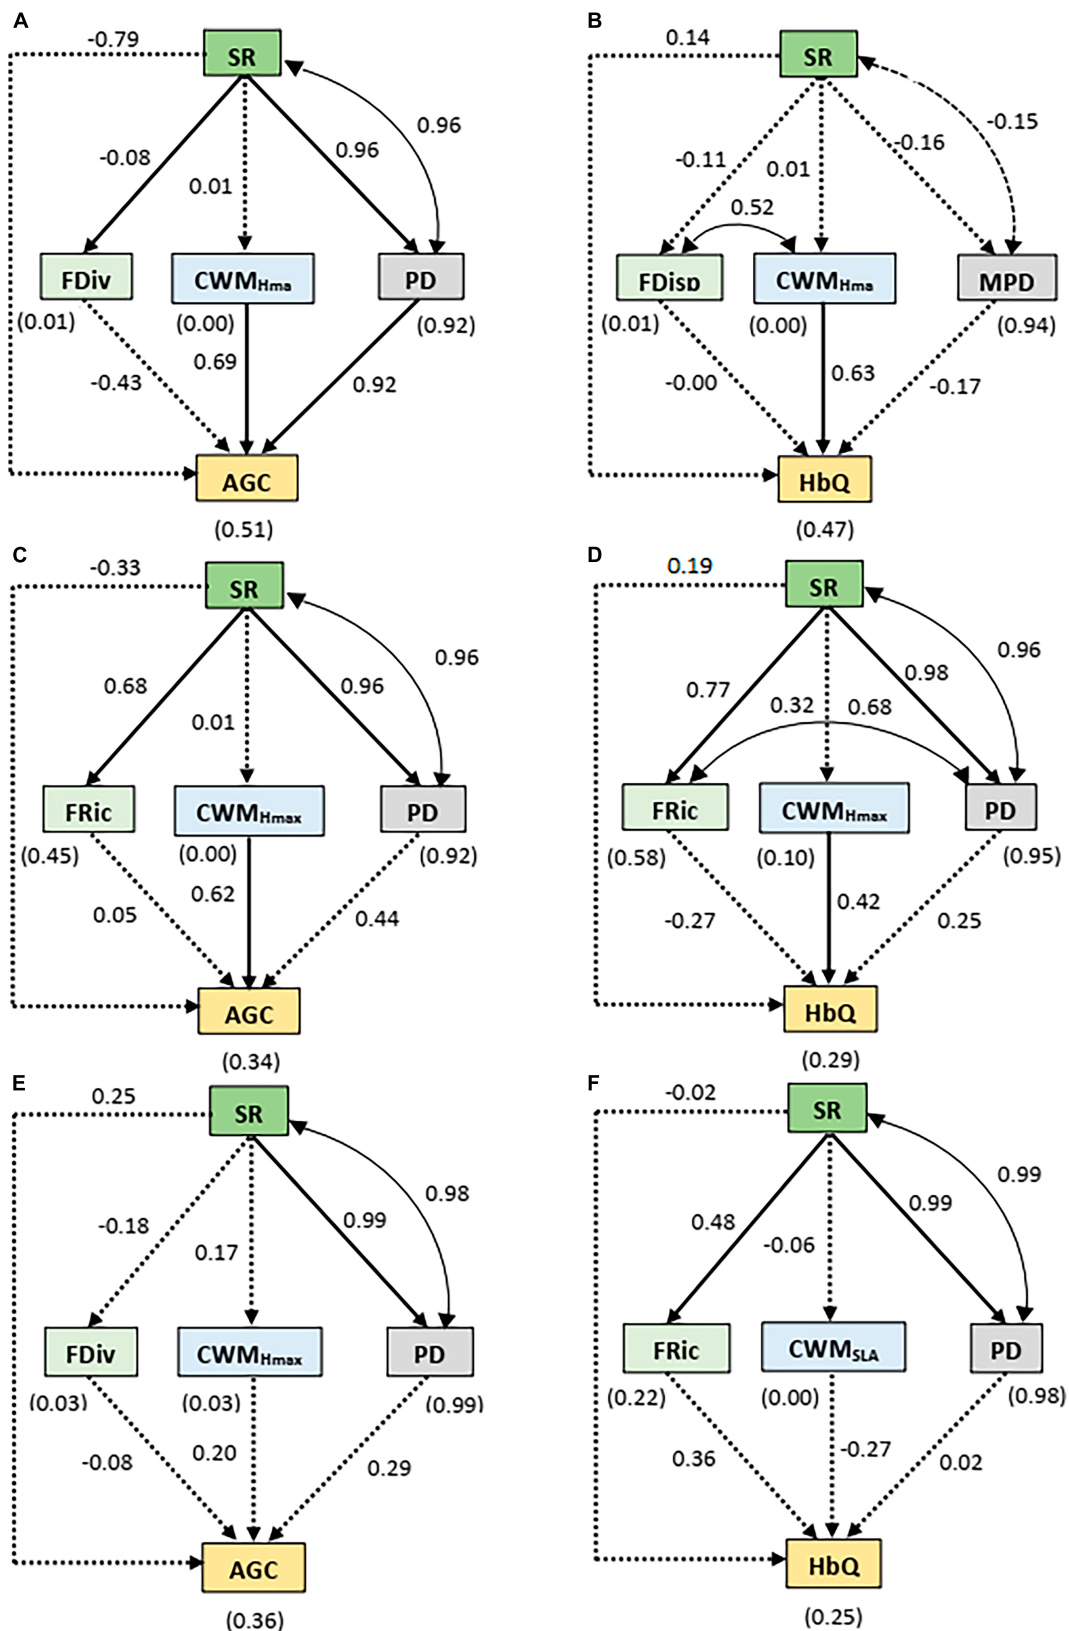 A
-0.79
SR
0.96
-0.08
0.96
0.01
FDiv
CWMHma
PD
(0.01)
(0.00)
(0.92)
0.69
-0.43
0.92
AGC
(0.51)
B
0.14
SR
-0.15
-0.16
-0.11
0.01
0.52
FDisp
CWMHma
MPD
(0.01)
(0.00)
(0.94)
-0.00
0.63
-0.17
HbQ
(0.47)
C
-0.33
SR
0.96
0.68
0.96
0.01
FRic
CWMHmax
PD
(0.45)
(0.00)
(0.92)
0.62
0.05
0.44
AGC
(0.34)
D
0.19
SR
0.96
0.98
0.77
0.32
0.68
FRic
CWMHmax
PD
(0.58)
(0.10)
(0.95)
-0.27
0.42
0.25
HbQ
(0.29)
E
0.25
SR
0.98
-0.18
0.99
0.17
FDiv
CWMHmax
PD
(0.03)
(0.03)
(0.99)
-0.08
0.20
0.29
AGC
(0.36)
F
-0.02
SR
0.99
0.48
0.99
-0.06
FRic
CWMSLA
PD
(0.22)
(0.00)
(0.98)
0.36
-0.27
0.02
HbQ
(0.25)